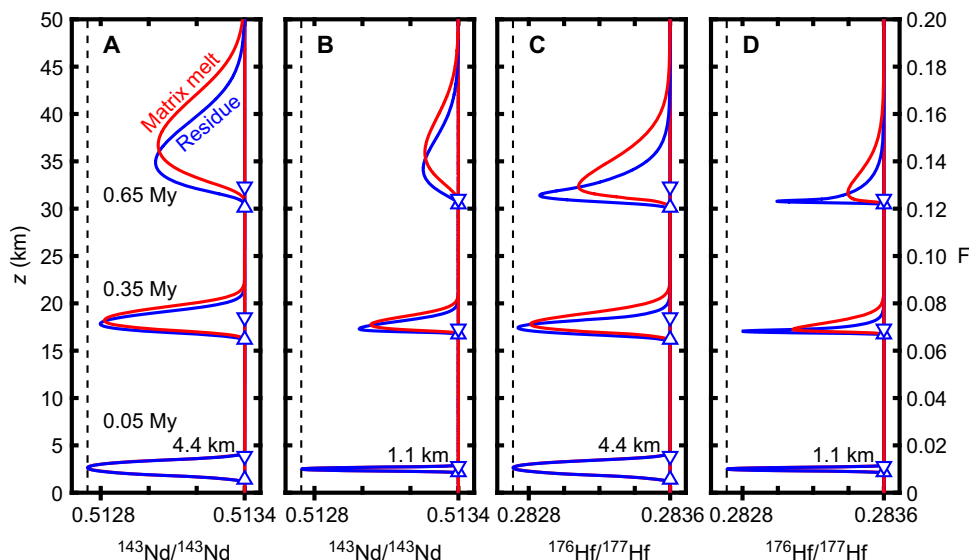 A
B
C
D
50
45
40
35
30
25
20
15
10
5
0
z (km)
0.20
0.18
0.16
0.14
0.12
0.10
0.08
0.06
0.04
0.02
0
F
Matrix melt
Residue
0.65 My
0.35 My
0.05 My
4.4 km
1.1 km
4.4 km
1.1 km
0.5128
0.5134
0.5128
0.5134
0.2828
0.2836
0.2828
0.2836
¹⁴³Nd/¹⁴³Nd
¹⁴³Nd/¹⁴³Nd
¹⁷⁶Hf/¹⁷⁷Hf
¹⁷⁶Hf/¹⁷⁷Hf